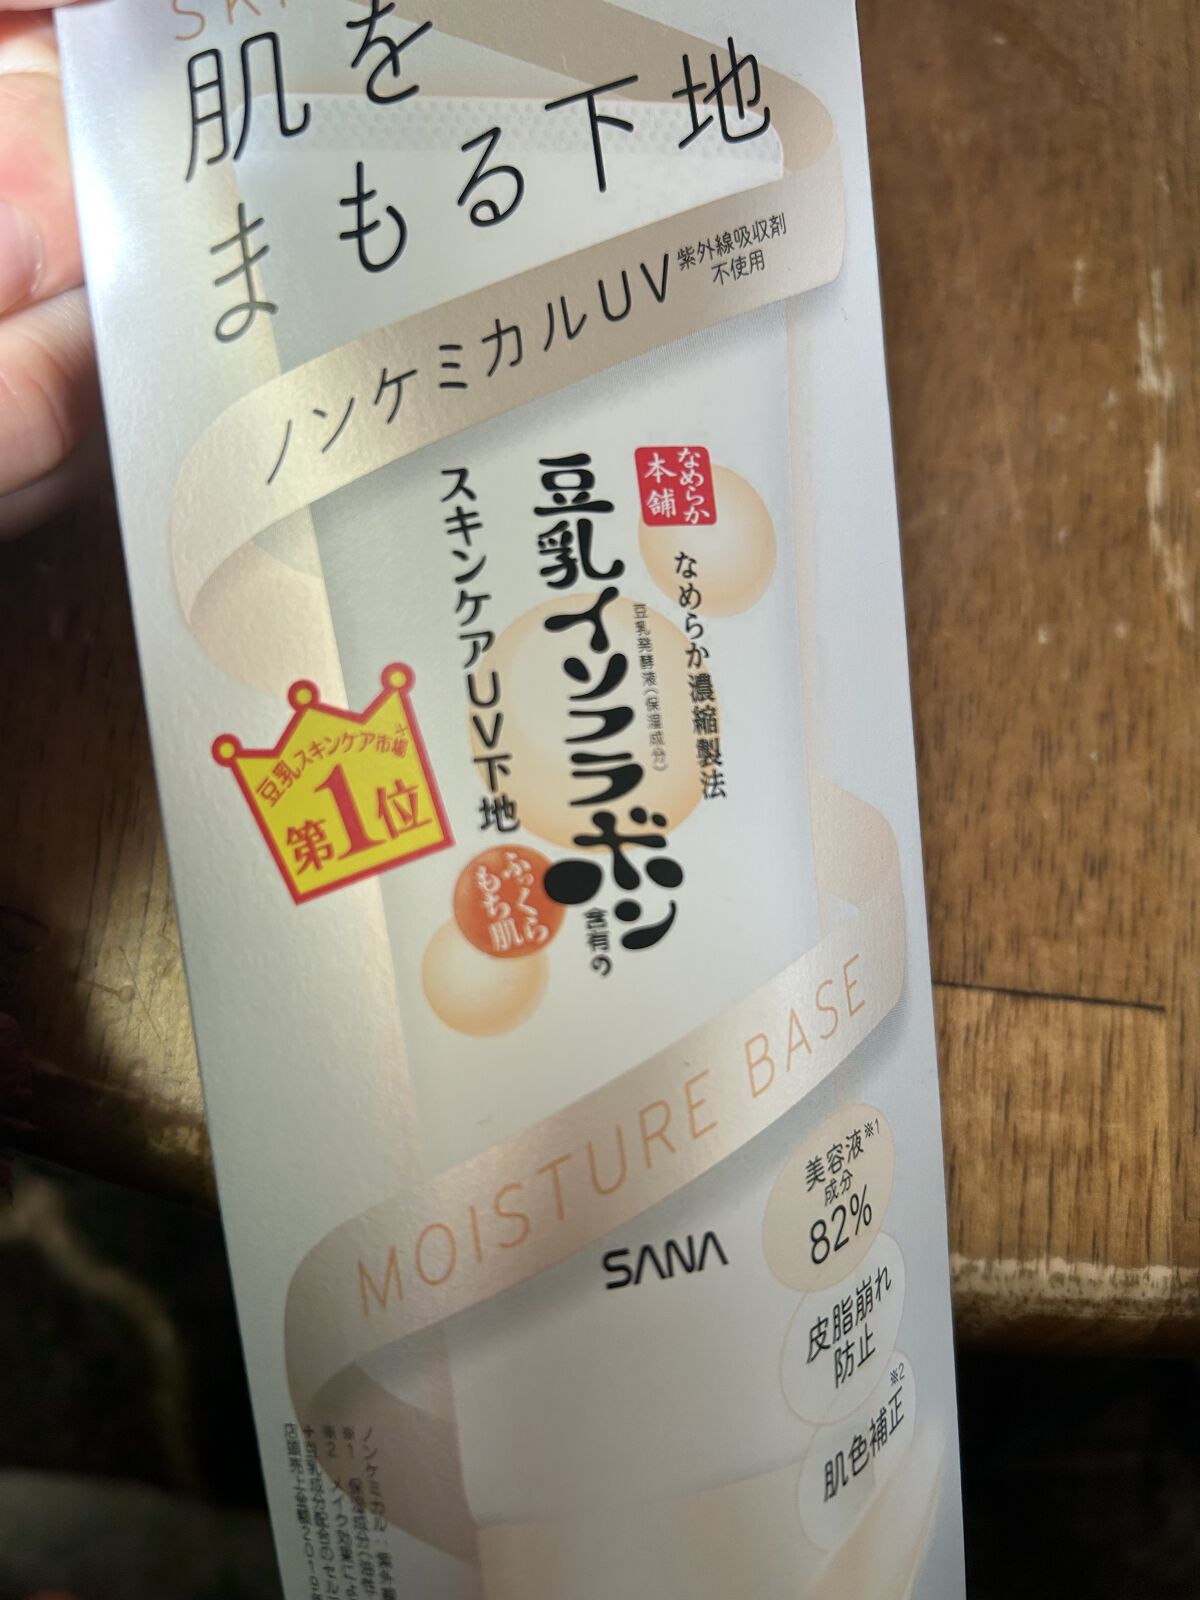 肌を
まもる下地
ノンケミカルUV
紫外線吸収剤
不使用
なめらか
本舗
なめらか濃縮製法
豆乳発酵液(保湿成分)
豆乳イソフラボン
含有の
スキンケアUV下地
ふっくら
もち肌
豆乳スキンケア市場+
第1位
MOISTURE BASE
SANA
美容液※1
成分
82%
皮脂崩れ
防止
肌色補正※2